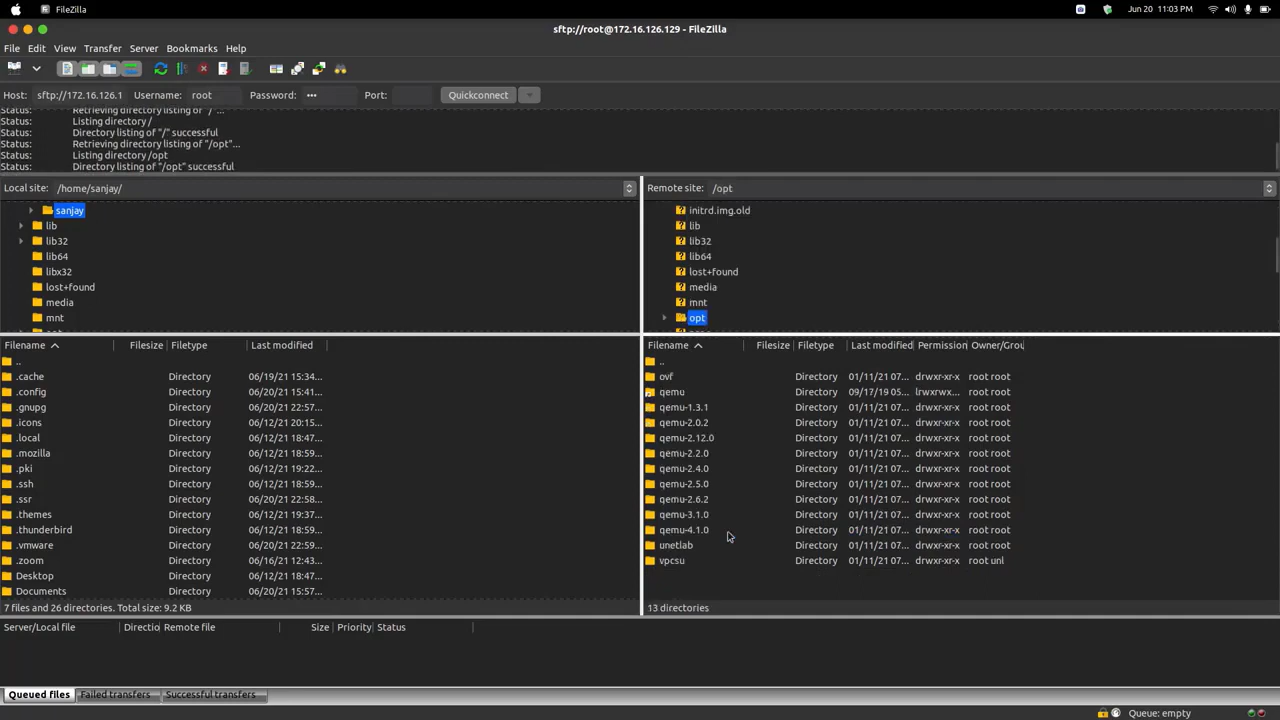 FileZilla
Jun 20 11:03 PM
sftp://root@172.16.126.129 - FileZilla
File Edit View Transfer Server Bookmarks Help
Host: sftp://172.16.126.1 Username: root Password: ••• Port: Quickconnect
Status: Retrieving directory listing of "/"...
Status: Listing directory /
Status: Directory listing of "/" successful
Status: Retrieving directory listing of "/opt"...
Status: Listing directory /opt
Status: Directory listing of "/opt" successful
Local site: /home/sanjay/
sanjay
lib
lib32
lib64
libx32
lost+found
media
mnt
Remote site: /opt
initrd.img.old
lib
lib32
lib64
lost+found
media
mnt
opt
Filename Filesize Filetype Last modified
..
.cache Directory 06/19/21 15:34...
.config Directory 06/20/21 15:41...
.gnupg Directory 06/20/21 22:57...
.icons Directory 06/12/21 20:15...
.local Directory 06/12/21 18:47...
.mozilla Directory 06/12/21 18:59...
.pki Directory 06/12/21 19:22...
.ssh Directory 06/12/21 18:59...
.ssr Directory 06/20/21 22:58...
.themes Directory 06/12/21 19:37...
.thunderbird Directory 06/12/21 18:59...
.vmware Directory 06/20/21 22:59...
.zoom Directory 06/16/21 12:43...
Desktop Directory 06/12/21 18:47...
Documents Directory 06/20/21 15:57...
7 files and 26 directories. Total size: 9.2 KB
Filename Filesize Filetype Last modified Permission Owner/Grou
..
ovf Directory 01/11/21 07... drwxr-xr-x root root
qemu Directory 09/17/19 05... lrwxrwx... root root
qemu-1.3.1 Directory 01/11/21 07... drwxr-xr-x root root
qemu-2.0.2 Directory 01/11/21 07... drwxr-xr-x root root
qemu-2.12.0 Directory 01/11/21 07... drwxr-xr-x root root
qemu-2.2.0 Directory 01/11/21 07... drwxr-xr-x root root
qemu-2.4.0 Directory 01/11/21 07... drwxr-xr-x root root
qemu-2.5.0 Directory 01/11/21 07... drwxr-xr-x root root
qemu-2.6.2 Directory 01/11/21 07... drwxr-xr-x root root
qemu-3.1.0 Directory 01/11/21 07... drwxr-xr-x root root
qemu-4.1.0 Directory 01/11/21 07... drwxr-xr-x root root
unetlab Directory 01/11/21 07... drwxr-xr-x root root
vpcsu Directory 01/11/21 07... drwxr-xr-x root unl
13 directories
Server/Local file Directio Remote file Size Priority Status
Queued files Failed transfers Successful transfers
Queue: empty